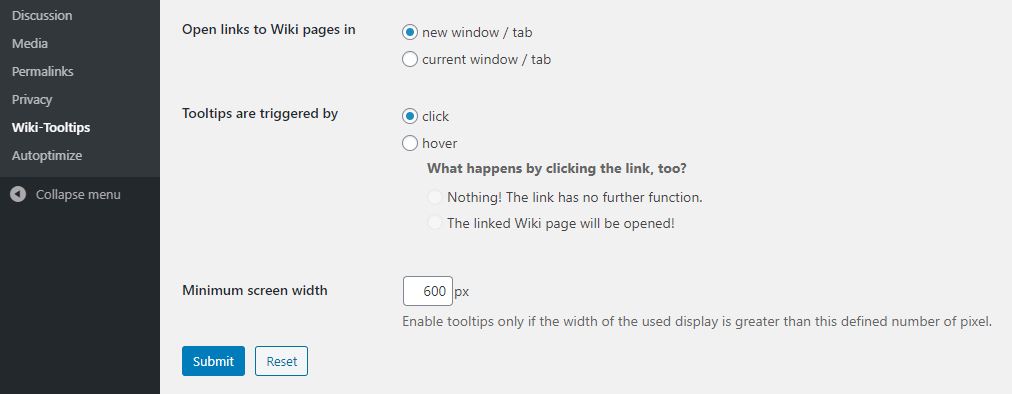 Discussion
Media
Permalinks
Privacy
Wiki-Tooltips
Autoptimize
Collapse menu
Open links to Wiki pages in
new window / tab
current window / tab
Tooltips are triggered by
click
hover
What happens by clicking the link, too?
Nothing! The link has no further function.
The linked Wiki page will be opened!
Minimum screen width
600 px
Enable tooltips only if the width of the used display is greater than this defined number of pixel.
Submit
Reset